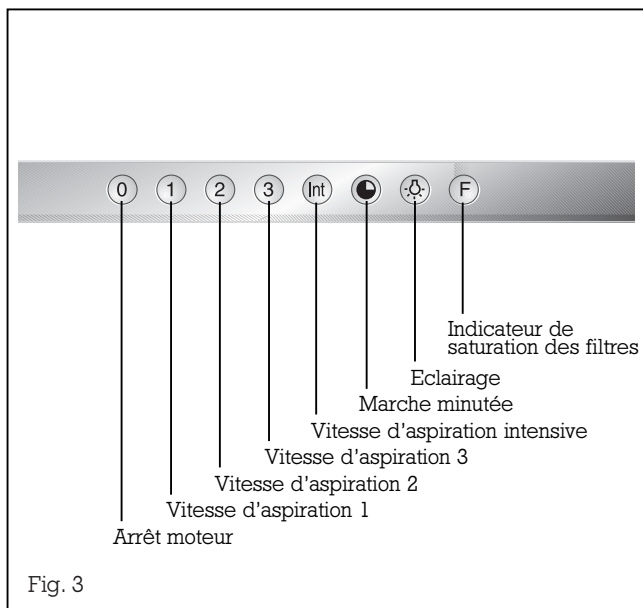 0 1 2 3 Int F
Indicateur de
saturation des filtres
Eclairage
Marche minutée
Vitesse d'aspiration intensive
Vitesse d'aspiration 3
Vitesse d'aspiration 2
Vitesse d'aspiration 1
Arrêt moteur
Fig. 3